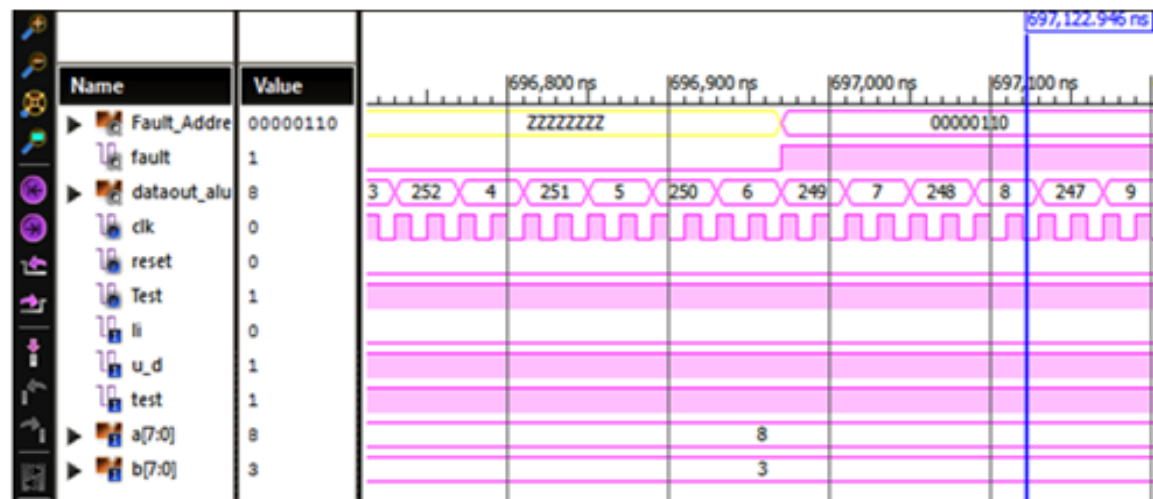 697,122.946 ns
696,800 ns 696,900 ns 697,000 ns 697,100 ns
Name Value
Fault_Addre 00000110 ZZZZZZZZ 00000110
fault 1
dataout_alu 8 3 252 4 251 5 250 6 249 7 248 8 247 9
clk 0
reset 0
Test 1
li 0
u_d 1
test 1
a[7:0] 8 8
b[7:0] 3 3